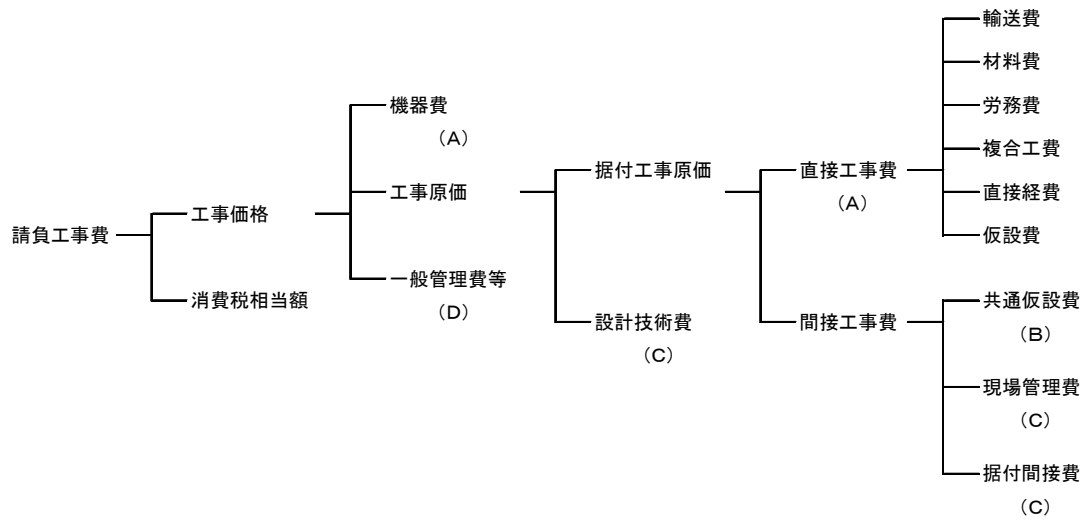 請負工事費
工事価格
消費税相当額
機器費
（A）
工事原価
一般管理費等
（D）
据付工事原価
設計技術費
（C）
直接工事費
（A）
間接工事費
輸送費
材料費
労務費
複合工費
直接経費
仮設費
共通仮設費
（B）
現場管理費
（C）
据付間接費
（C）